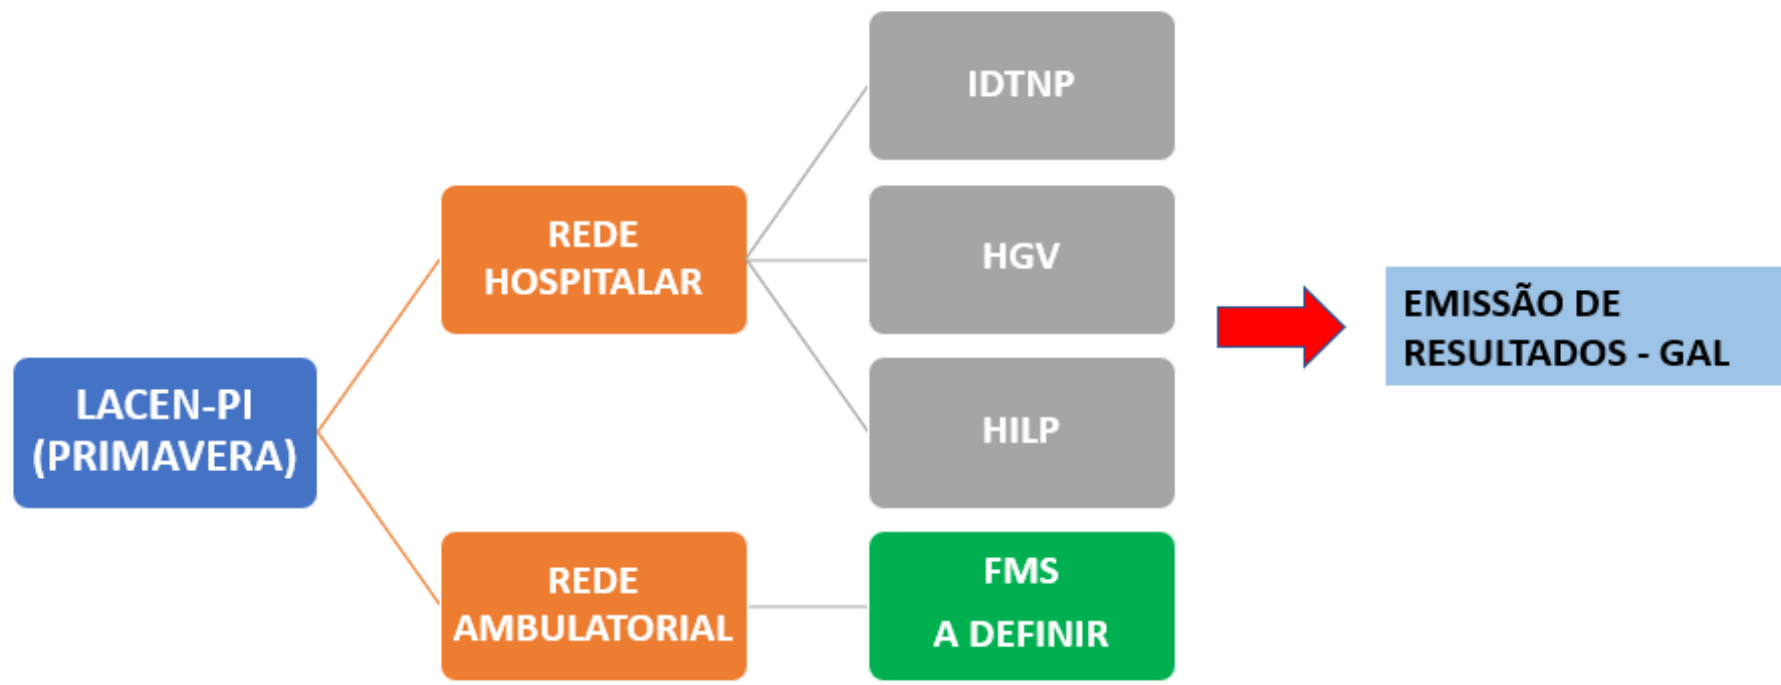 LACEN-PI
(PRIMAVERA)
REDE
HOSPITALAR
REDE
AMBULATORIAL
IDTNP
HGV
HILP
FMS
A DEFINIR
EMISSÃO DE
RESULTADOS - GAL